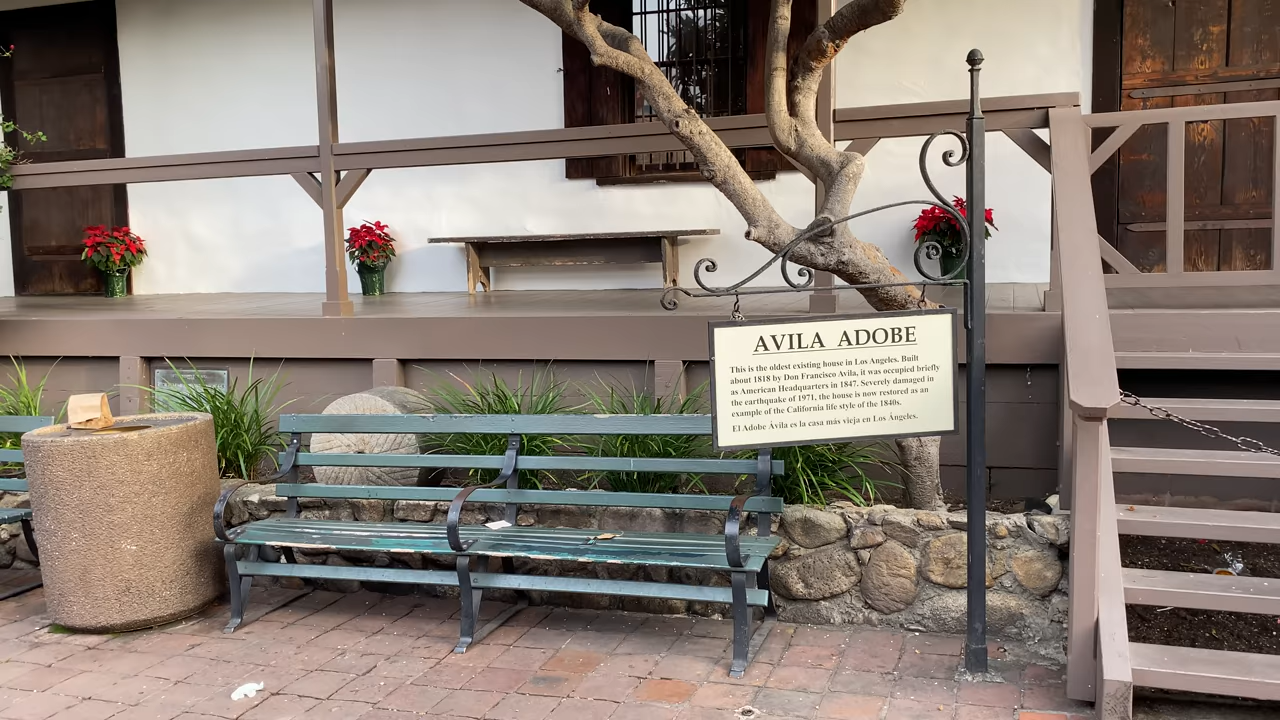 AVILA ADOBE
This is the oldest existing house in Los Angeles. Built
about 1818 by Don Francisco Avila, it was occupied briefly
as American Headquarters in 1847. Severely damaged in
the earthquake of 1971, the house is now restored as an
example of the California life style of the 1840s.
El Adobe Ávila es la casa más vieja en Los Ángeles.